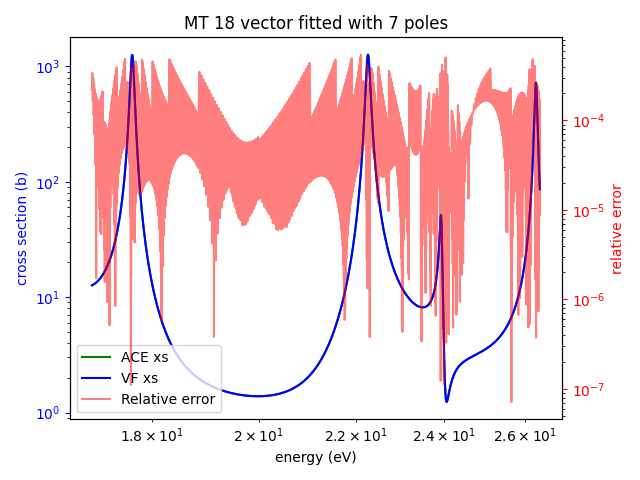 MT 18 vector fitted with 7 poles
10³
10²
10¹
10⁰
cross section (b)
10⁻⁴
10⁻⁵
10⁻⁶
10⁻⁷
relative error
ACE xs
VF xs
Relative error
1.8 × 10¹ 2 × 10¹ 2.2 × 10¹ 2.4 × 10¹ 2.6 × 10¹
energy (eV)